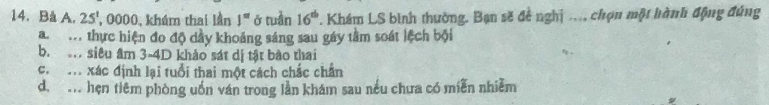 14. Bà A. 25ᵗ, 0000, khám thai lần 1ˢᵗ ở tuần 16ᵗʰ. Khám LS bình thường. Bạn sẽ đề nghị .... chọn một hành động đúng
a. ... thực hiện đo độ dầy khoảng sáng sau gáy tầm soát lệch bội
b. ... siêu âm 3-4D khảo sát dị tật bào thai
c. ... xác định lại tuổi thai một cách chắc chắn
d. ... hẹn tiêm phòng uốn ván trong lần khám sau nếu chưa có miễn nhiễm